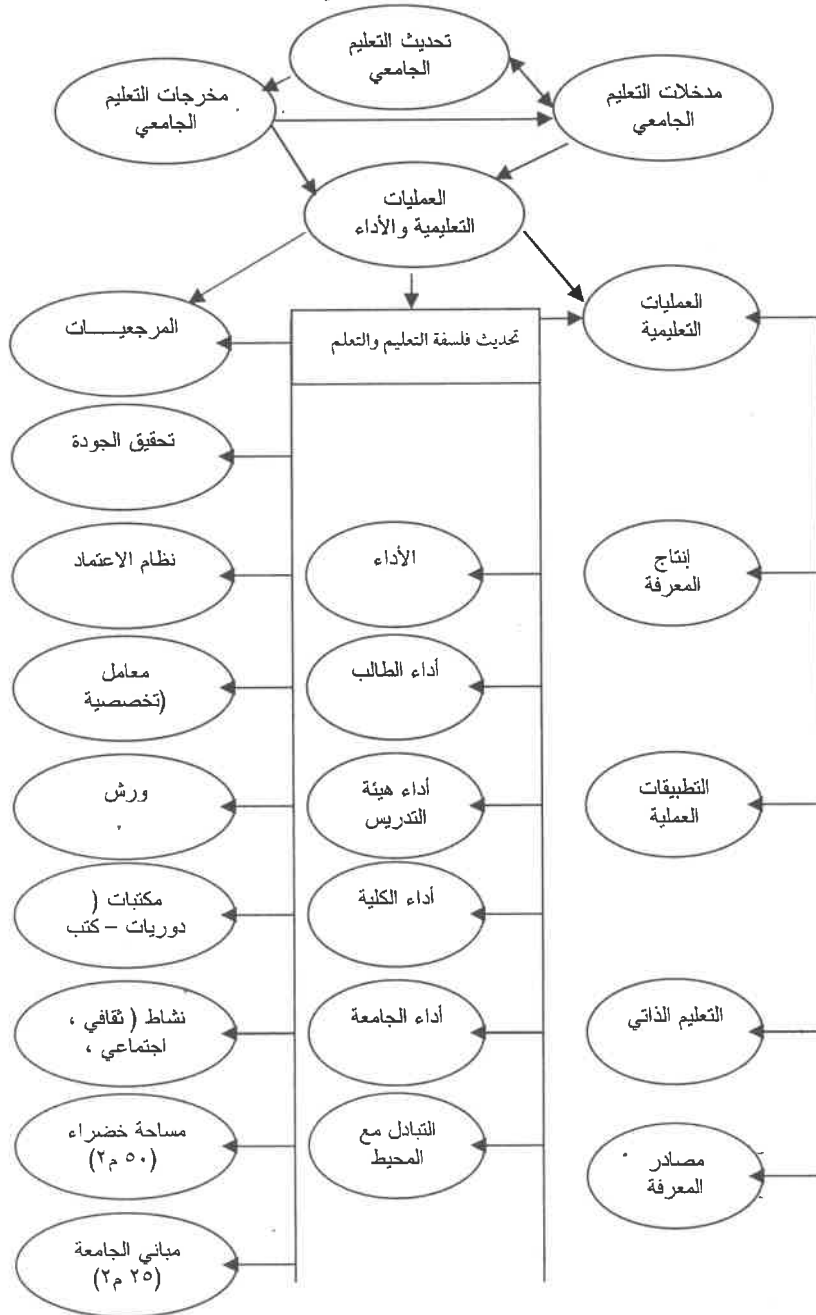 تحديث التعليم
الجامعي
مدخلات التعليم
الجامعي
مخرجات التعليم
الجامعي
العمليات
التعليمية والأداء
العمليات
التعليمية
تحديث فلسفة التعليم والتعلم
المرجعيـــــات
تحقيق الجودة
إنتاج
المعرفة
الأداء
نظام الاعتماد
أداء الطالب
معامل
(تخصصية
التطبيقات
العملية
أداء هيئة
التدريس
ورش
أداء الكلية
مكتبات (
دوريات – كتب
التعليم الذاتي
أداء الجامعة
نشاط ( ثقافي ،
اجتماعي ،
مصادر
المعرفة
التبادل مع
المحيط
مساحة خضراء
(٥٠ م٢)
مباني الجامعة
(٢٥ م٢)